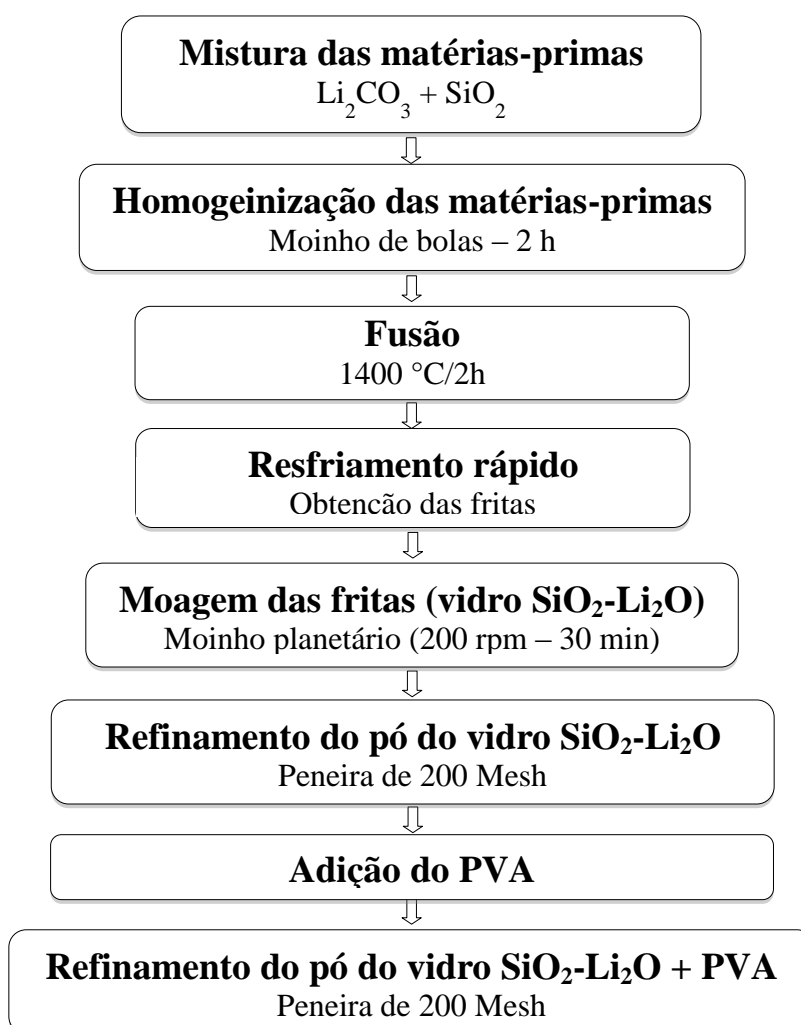 Mistura das matérias-primas
Li₂CO₃ + SiO₂
Homogeinização das matérias-primas
Moinho de bolas – 2 h
Fusão
1400 °C/2h
Resfriamento rápido
Obtencão das fritas
Moagem das fritas (vidro SiO₂-Li₂O)
Moinho planetário (200 rpm – 30 min)
Refinamento do pó do vidro SiO₂-Li₂O
Peneira de 200 Mesh
Adição do PVA
Refinamento do pó do vidro SiO₂-Li₂O + PVA
Peneira de 200 Mesh